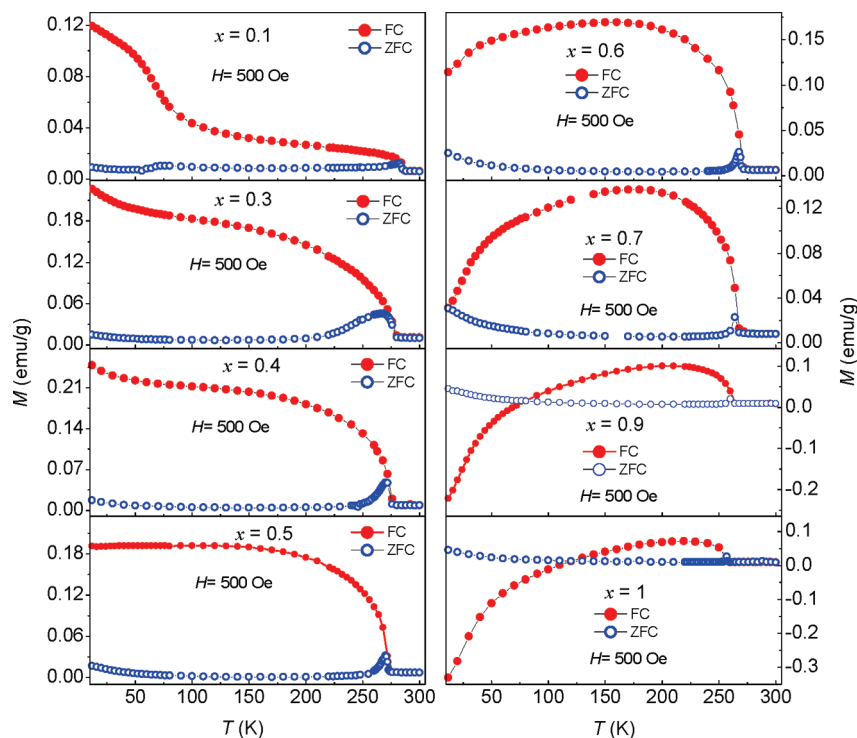 0.12
0.08
0.04
0.00
x = 0.1
H= 500 Oe
FC
ZFC
0.18
0.12
0.06
0.00
x = 0.3
H= 500 Oe
FC
ZFC
0.21
0.14
0.07
0.00
x = 0.4
H= 500 Oe
FC
ZFC
0.18
0.12
0.06
0.00
x = 0.5
H= 500 Oe
FC
ZFC
M (emu/g)
50 100 150 200 250 300
T (K)
x = 0.6
FC
ZFC
H= 500 Oe
0.15
0.10
0.05
0.00
x = 0.7
FC
ZFC
H= 500 Oe
0.12
0.08
0.04
0.00
x = 0.9
FC
ZFC
H= 500 Oe
0.1
0.0
-0.1
-0.2
x = 1
FC
ZFC
H= 500 Oe
0.1
0.0
-0.1
-0.2
-0.3
M (emu/g)
50 100 150 200 250 300
T (K)